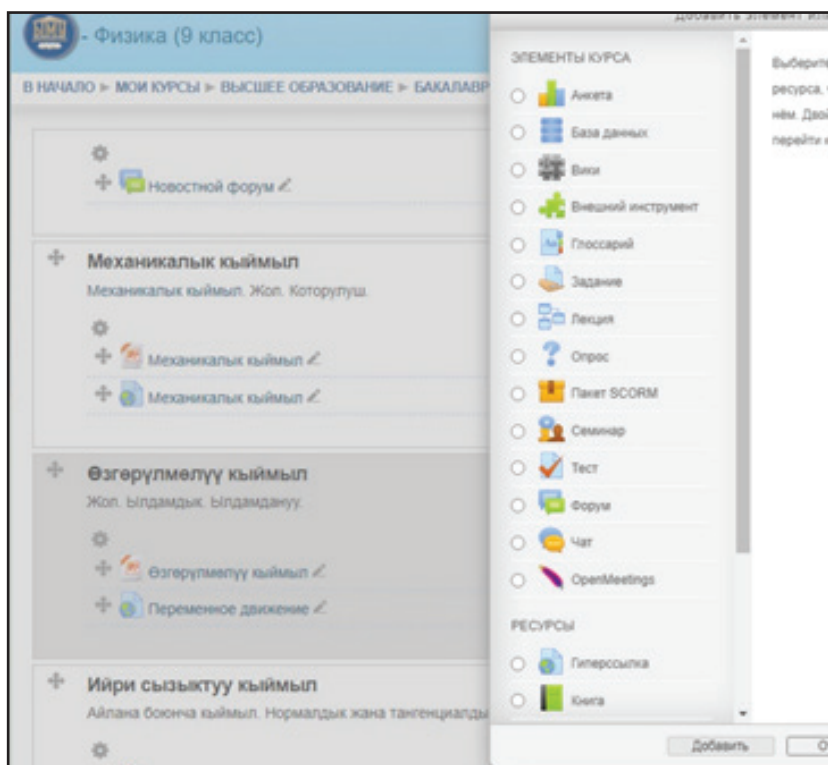 - Физика (9 класс)
В НАЧАЛО ► МОИ КУРСЫ ► ВЫСШЕЕ ОБРАЗОВАНИЕ ► БАКАЛАВР
Новостной форум
Механикалык кыймыл
Механикалык кыймыл. Жол. Которулуш.
Механикалык кыймыл
Механикалык кыймыл
Өзгөрүлмөлүү кыймыл
Жол. Ылдамдык. Ылдамдануу.
Өзгөрүлмөлүү кыймыл
Переменное движение
Ийри сызыктуу кыймыл
Айлана боюнча кыймыл. Нормалдык жана тангенциалды
Добавить элемент или
ЭЛЕМЕНТЫ КУРСА
Анкета
База данных
Вики
Внешний инструмент
Глоссарий
Задание
Лекция
Опрос
Пакет SCORM
Семинар
Тест
Форум
Чат
OpenMeetings
РЕСУРСЫ
Гиперссылка
Книга
Выберите
ресурса,
нём. Двой
перейти
Добавить